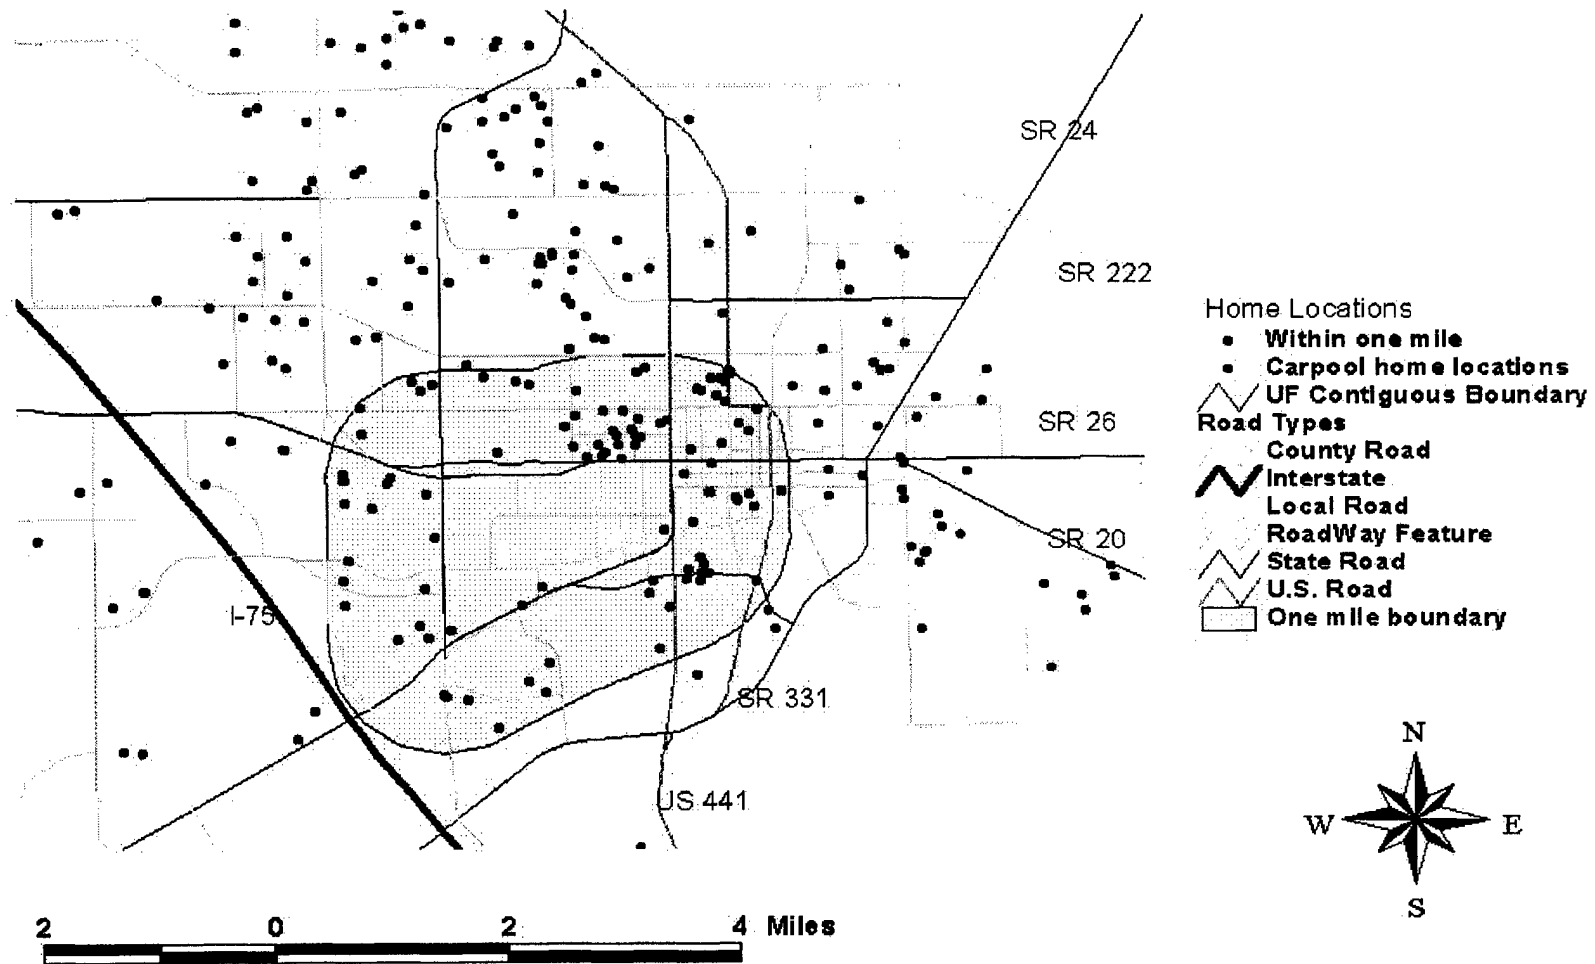 SR 24
SR 222
SR 26
SR 20
I-75
SR 331
US 441
Home Locations
Within one mile
Carpool home locations
UF Contiguous Boundary
Road Types
County Road
Interstate
Local Road
RoadWay Feature
State Road
U.S. Road
One mile boundary
N
W E
S
2 0 2 4 Miles